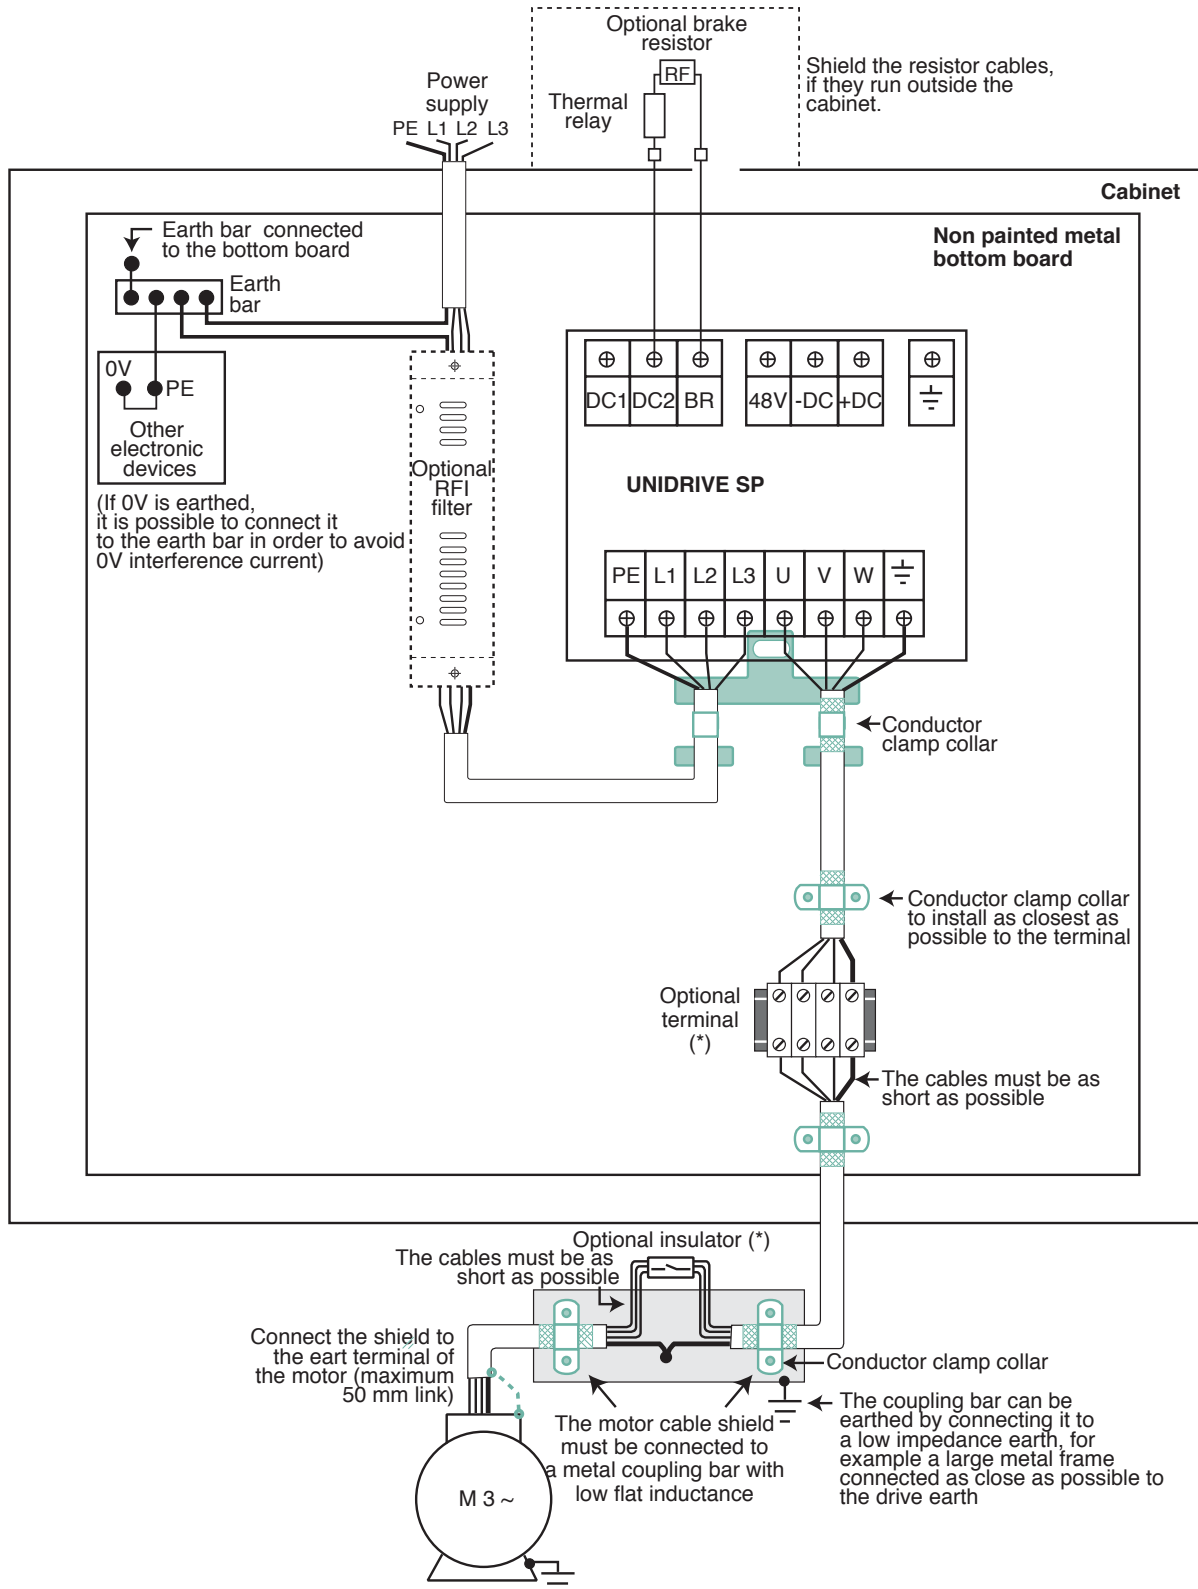 Optional brake
resistor
RF
Shield the resistor cables,
if they run outside the
cabinet.
Thermal
relay
Power
supply
PE L1 L2 L3
Cabinet
Earth bar connected
to the bottom board
Non painted metal
bottom board
Earth
bar
0V
PE
Other
electronic
devices
(If 0V is earthed,
it is possible to connect it
to the earth bar in order to avoid
0V interference current)
Optional
RFI
filter
DC1 DC2 BR 48V -DC +DC
UNIDRIVE SP
PE L1 L2 L3 U V W
Conductor
clamp collar
Conductor clamp collar
to install as closest as
possible to the terminal
Optional
terminal
(*)
The cables must be as
short as possible
Optional insulator (*)
The cables must be as
short as possible
Connect the shield to
the eart terminal of
the motor (maximum
50 mm link)
Conductor clamp collar
The motor cable shield
must be connected to
a metal coupling bar with
low flat inductance
The coupling bar can be
earthed by connecting it to
a low impedance earth, for
example a large metal frame
connected as close as possible to
the drive earth
M 3 ~